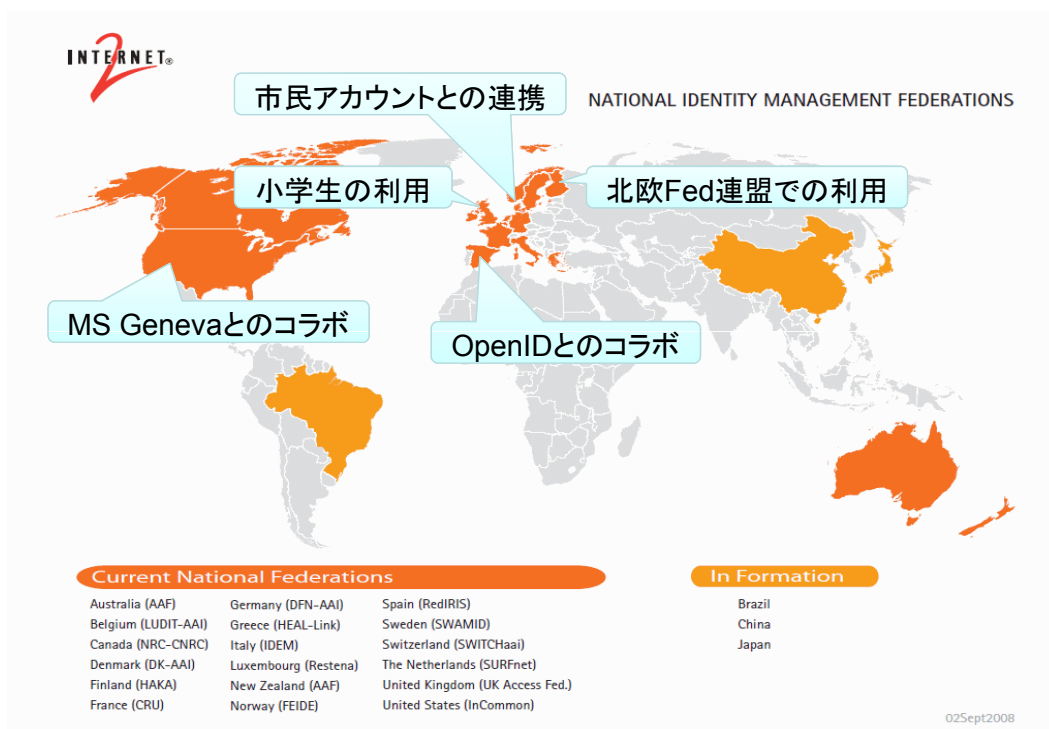 INTERNET®
2
市民アカウントとの連携
NATIONAL IDENTITY MANAGEMENT FEDERATIONS
小学生の利用
北欧Fed連盟での利用
MS Genevaとのコラボ
OpenIDとのコラボ
Current National Federations
Australia (AAF)
Belgium (LUDIT-AAI)
Canada (NRC-CNRC)
Denmark (DK-AAI)
Finland (HAKA)
France (CRU)
Germany (DFN-AAI)
Greece (HEAL-Link)
Italy (IDEM)
Luxembourg (Restena)
New Zealand (AAF)
Norway (FEIDE)
Spain (RedIRIS)
Sweden (SWAMID)
Switzerland (SWITCHaai)
The Netherlands (SURFnet)
United Kingdom (UK Access Fed.)
United States (InCommon)
In Formation
Brazil
China
Japan
02Sept2008